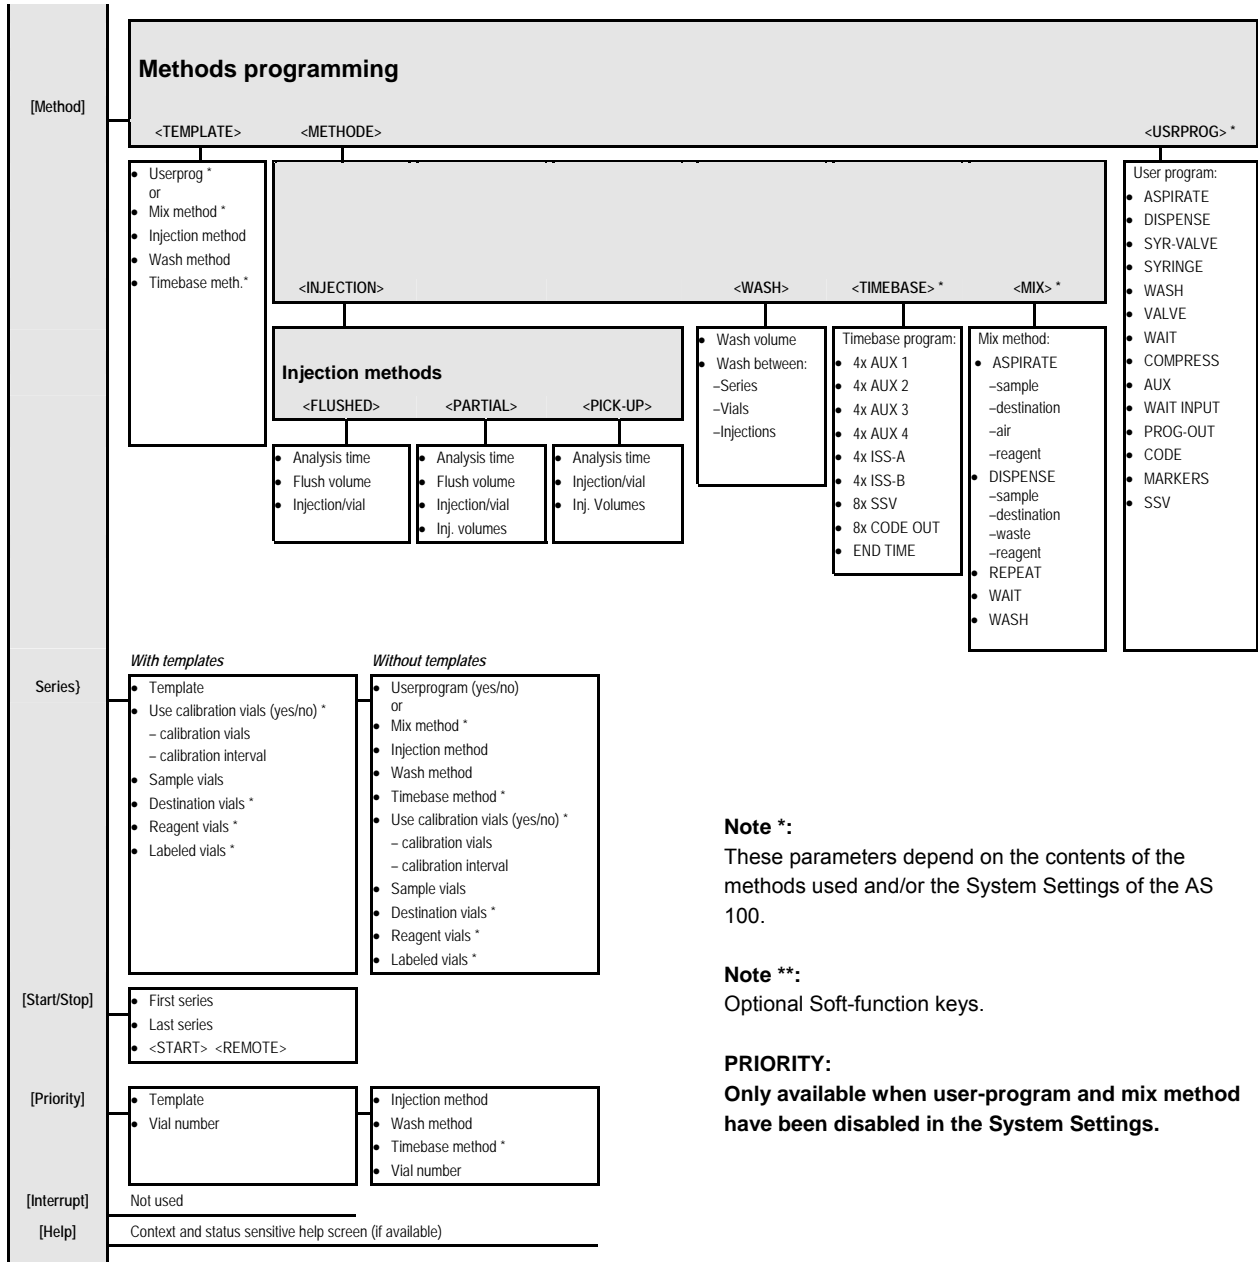 [Method]
Methods programming
<TEMPLATE>
<METHODE>
<USRPROG> *
• Userprog *
or
• Mix method *
• Injection method
• Wash method
• Timebase meth.*
<INJECTION>
<WASH>
<TIMEBASE> *
<MIX> *
Injection methods
<FLUSHED>
<PARTIAL>
<PICK-UP>
• Analysis time
• Flush volume
• Injection/vial
• Analysis time
• Flush volume
• Injection/vial
• Inj. volumes
• Analysis time
• Injection/vial
• Inj. Volumes
• Wash volume
• Wash between:
–Series
–Vials
–Injections
Timebase program:
• 4x AUX 1
• 4x AUX 2
• 4x AUX 3
• 4x AUX 4
• 4x ISS-A
• 4x ISS-B
• 8x SSV
• 8x CODE OUT
• END TIME
Mix method:
• ASPIRATE
–sample
–destination
–air
–reagent
• DISPENSE
–sample
–destination
–waste
–reagent
• REPEAT
• WAIT
• WASH
User program:
• ASPIRATE
• DISPENSE
• SYR-VALVE
• SYRINGE
• WASH
• VALVE
• WAIT
• COMPRESS
• AUX
• WAIT INPUT
• PROG-OUT
• CODE
• MARKERS
• SSV
Series}
With templates
• Template
• Use calibration vials (yes/no) *
– calibration vials
– calibration interval
• Sample vials
• Destination vials *
• Reagent vials *
• Labeled vials *
Without templates
• Userprogram (yes/no)
or
• Mix method *
• Injection method
• Wash method
• Timebase method *
• Use calibration vials (yes/no) *
– calibration vials
– calibration interval
• Sample vials
• Destination vials *
• Reagent vials *
• Labeled vials *
[Start/Stop]
• First series
• Last series
• <START> <REMOTE>
[Priority]
• Template
• Vial number
• Injection method
• Wash method
• Timebase method *
• Vial number
[Interrupt]
Not used
[Help]
Context and status sensitive help screen (if available)
Note *:
These parameters depend on the contents of the
methods used and/or the System Settings of the AS
100.
Note **:
Optional Soft-function keys.
PRIORITY:
Only available when user-program and mix method
have been disabled in the System Settings.